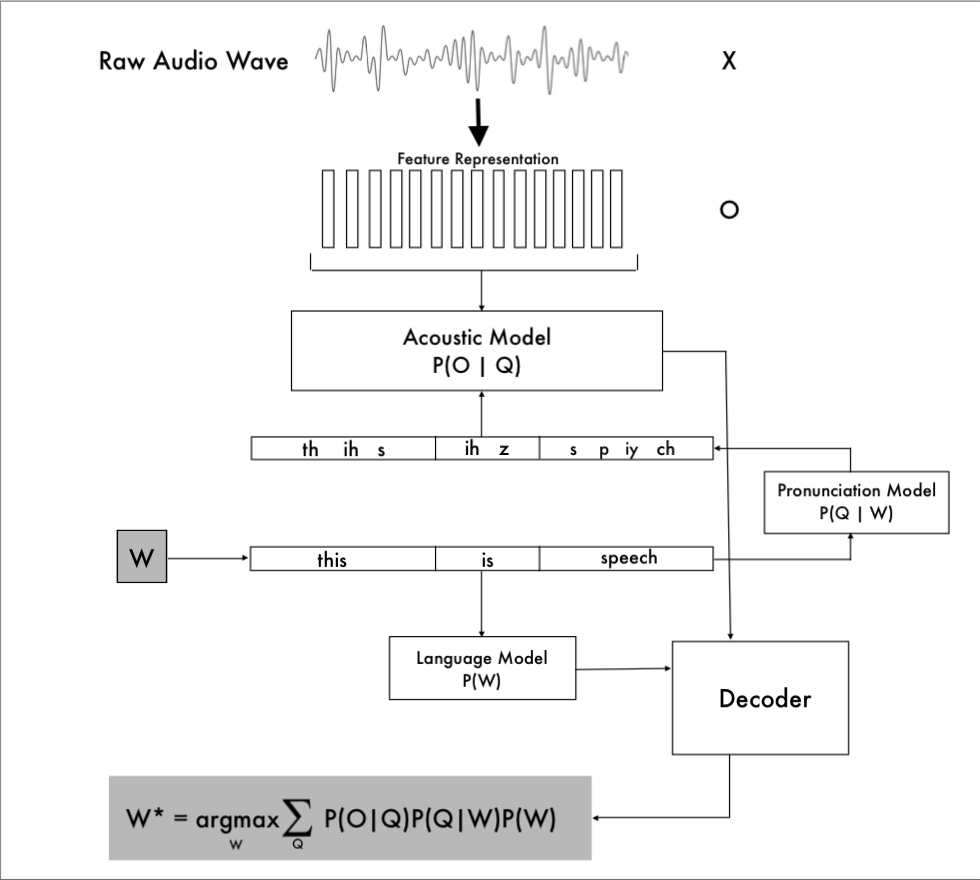 Raw Audio Wave X
Feature Representation
O
Acoustic Model
P(O | Q)
th ih s ih z s p iy ch
Pronunciation Model
P(Q | W)
W this is speech
Language Model
P(W)
Decoder
W* = argmax ∑ P(O|Q)P(Q|W)P(W)
W Q